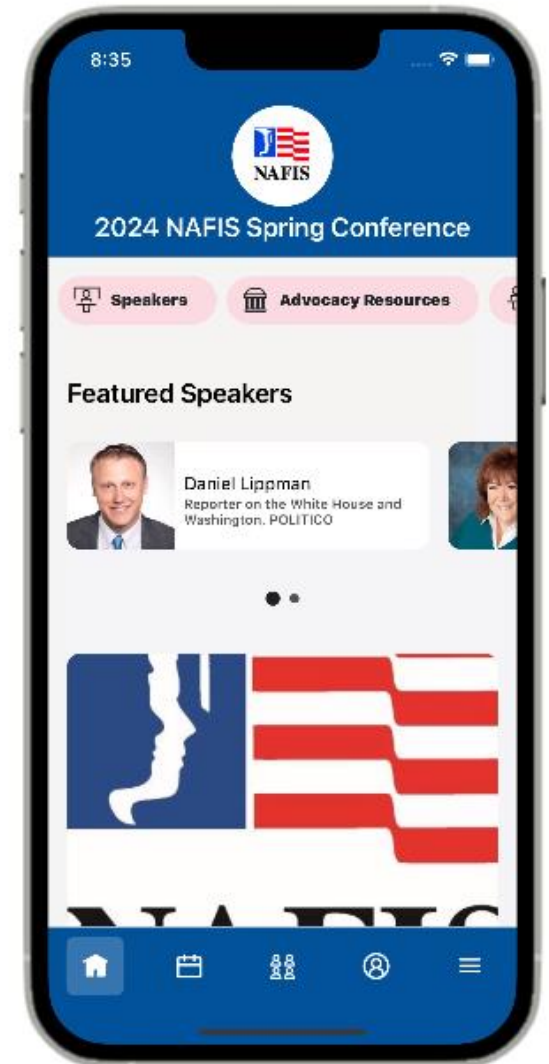 8:35
NAFIS
2024 NAFIS Spring Conference
Speakers
Advocacy Resources
Featured Speakers
Daniel Lippman
Reporter on the White House and
Washington, POLITICO
NAFIS